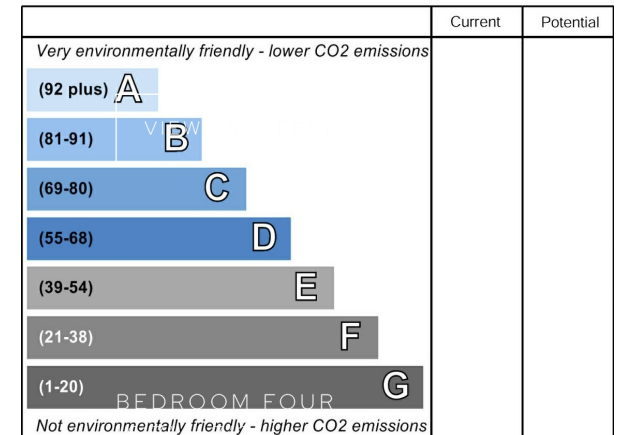 Current Potential
Very environmentally friendly - lower CO2 emissions
(92 plus) A
VIEW
(81-91) B
(69-80) C
(55-68) D
(39-54) E
(21-38) F
(1-20) G
BEDROOM FOUR
Not environmentally friendly - higher CO2 emissions